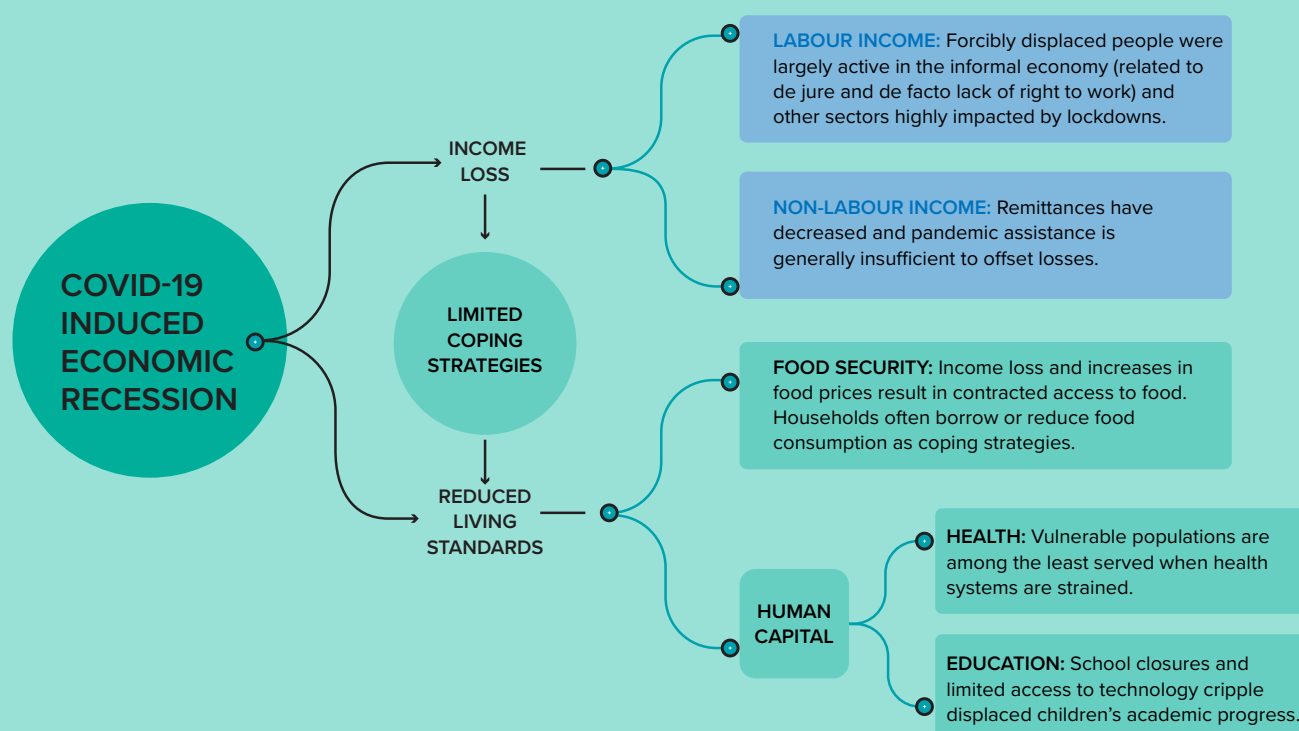 COVID-19
INDUCED
ECONOMIC
RECESSION
INCOME
LOSS
LIMITED
COPING
STRATEGIES
REDUCED
LIVING
STANDARDS
LABOUR INCOME: Forcibly displaced people were
largely active in the informal economy (related to
de jure and de facto lack of right to work) and
other sectors highly impacted by lockdowns.
NON-LABOUR INCOME: Remittances have
decreased and pandemic assistance is
generally insufficient to offset losses.
FOOD SECURITY: Income loss and increases in
food prices result in contracted access to food.
Households often borrow or reduce food
consumption as coping strategies.
HUMAN
CAPITAL
HEALTH: Vulnerable populations are
among the least served when health
systems are strained.
EDUCATION: School closures and
limited access to technology cripple
displaced children’s academic progress.